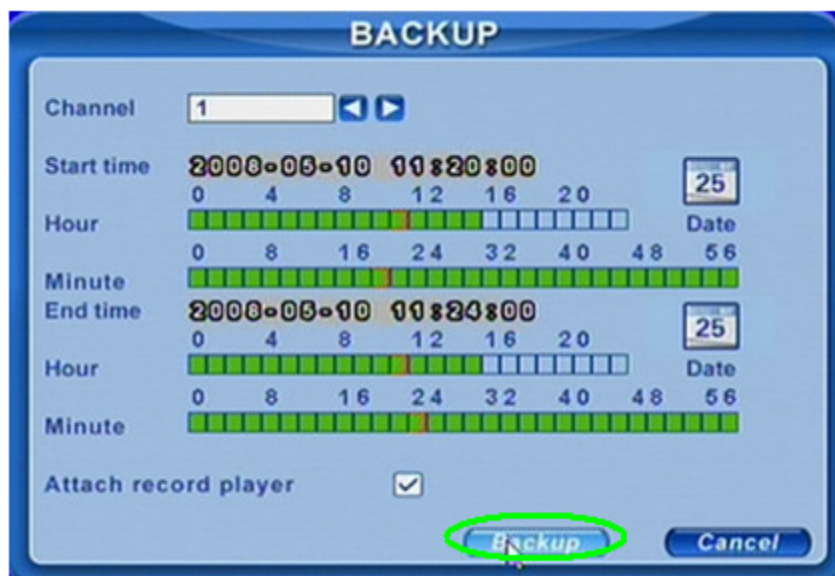 BACKUP
Channel 1
Start time 2008-05-10 11:20:00
25
0 4 8 12 16 20
Hour
Date
0 8 16 24 32 40 48 56
Minute
End time 2008-05-10 11:24:00
25
0 4 8 12 16 20
Hour
Date
0 8 16 24 32 40 48 56
Minute
Attach record player
Backup Cancel